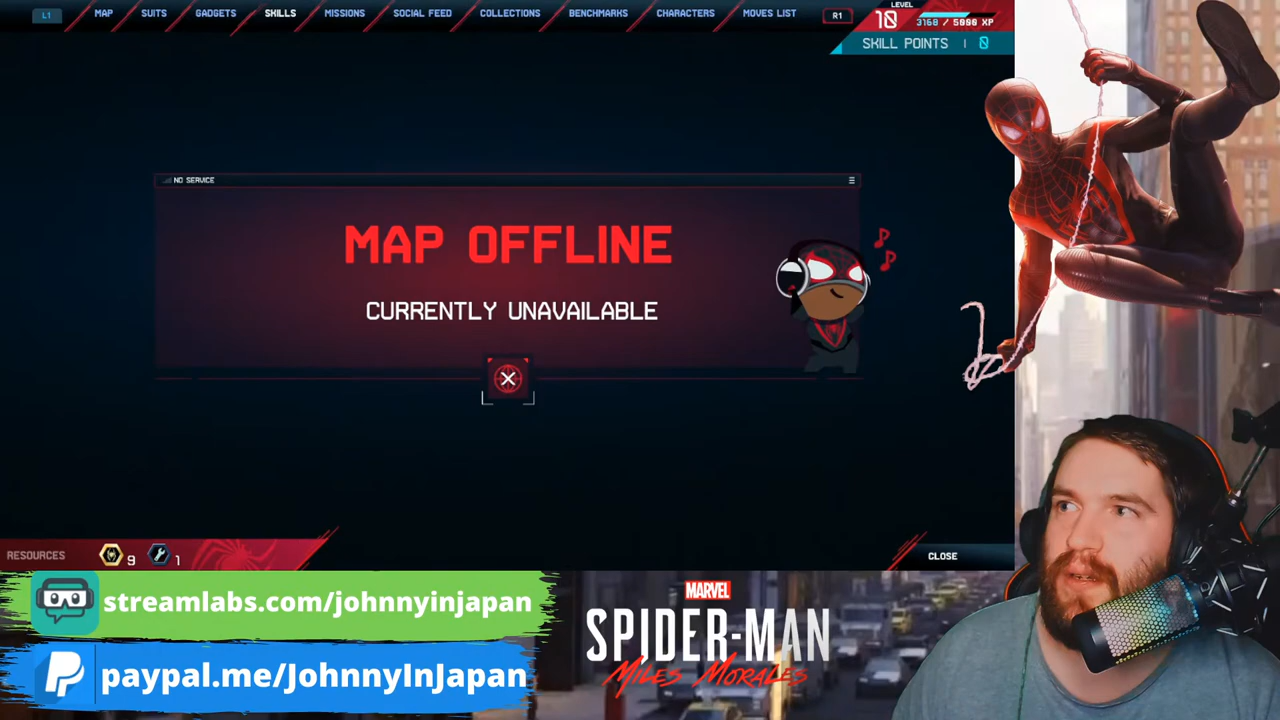 L1
MAP
SUITS
GADGETS
SKILLS
MISSIONS
SOCIAL FEED
COLLECTIONS
BENCHMARKS
CHARACTERS
MOVES LIST
R1
LEVEL
10
3168 / 5000 XP
SKILL POINTS | 0
NO SERVICE
MAP OFFLINE
CURRENTLY UNAVAILABLE
RESOURCES
9
1
CLOSE
streamlabs.com/johnnyinjapan
paypal.me/JohnnyInJapan
MARVEL
SPIDER-MAN
MILES MORALES